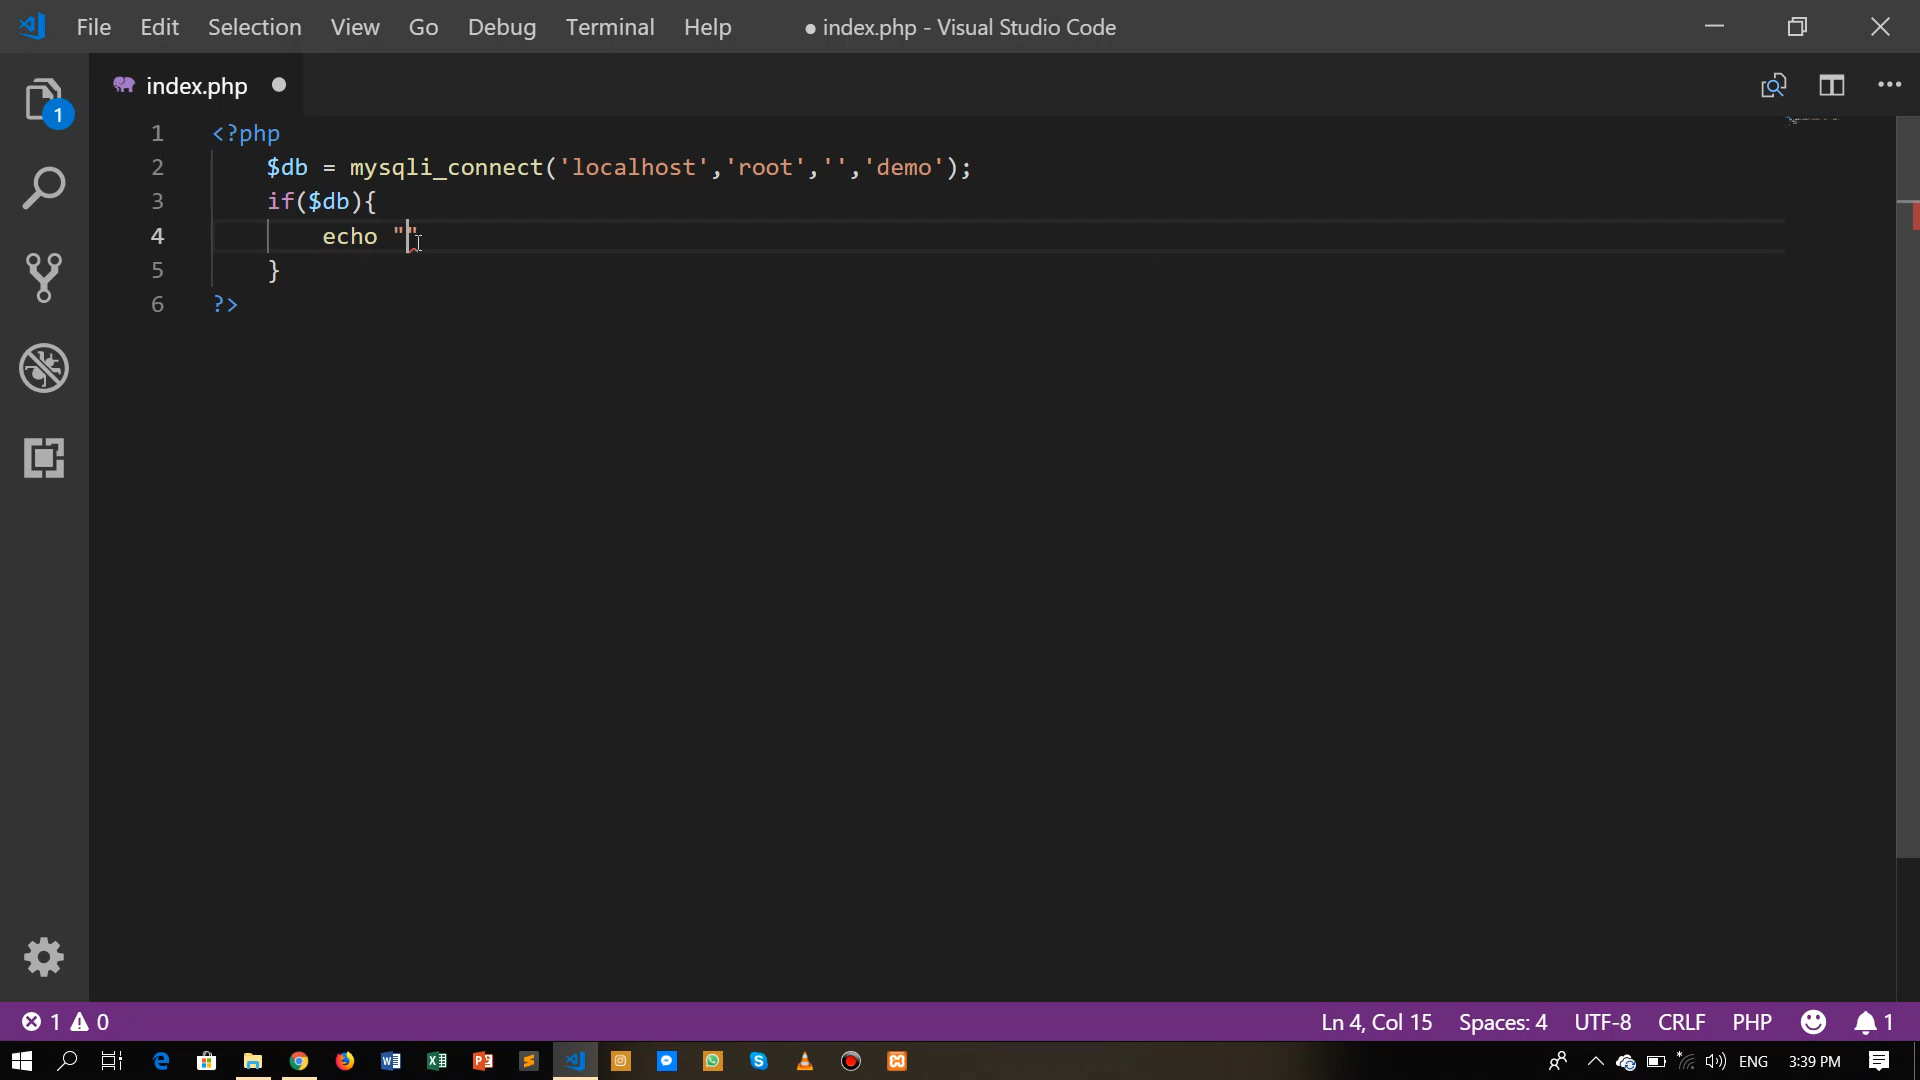 File Edit Selection View Go Debug Terminal Help ● index.php - Visual Studio Code
1
index.php ●
1 <?php
2 $db = mysqli_connect('localhost','root','','demo');
3 if($db){
4 echo ""
5 }
6 ?>
1 0 Ln 4, Col 15 Spaces: 4 UTF-8 CRLF PHP 1
ENG 3:39 PM